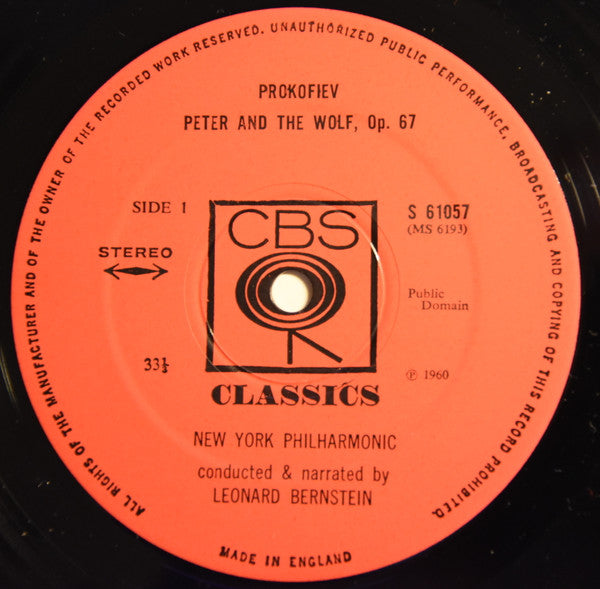 ALL RIGHTS OF THE MANUFACTURER AND OF THE OWNER OF THE RECORDED WORK RESERVED. UNAUTHORIZED PUBLIC PERFORMANCE, BROADCASTING AND COPYING OF THIS RECORD PROHIBITED.
PROKOFIEV
PETER AND THE WOLF, Op. 67
SIDE 1
S 61057
(MS 6193)
CBS
STEREO
Public
Domain
33⅓
℗ 1960
CLASSICS
NEW YORK PHILHARMONIC
conducted & narrated by
LEONARD BERNSTEIN
MADE IN ENGLAND